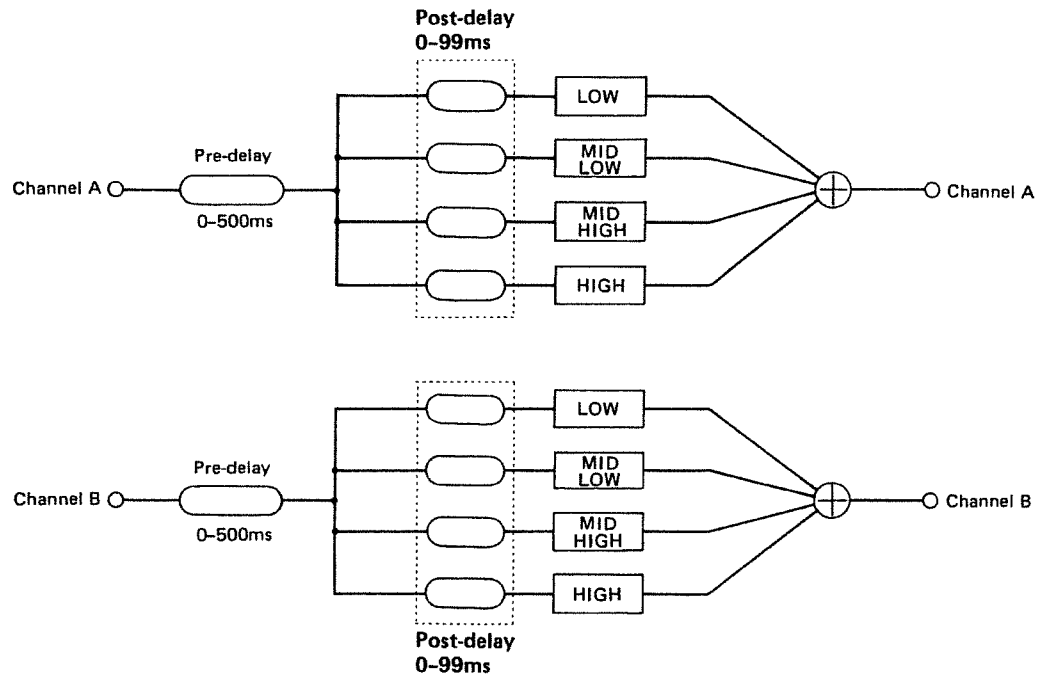 Post-delay
0–99ms
LOW
MID
LOW
Pre-delay
Channel A
Channel A
0–500ms
MID
HIGH
HIGH
LOW
MID
LOW
Pre-delay
Channel B
Channel B
0–500ms
MID
HIGH
HIGH
Post-delay
0–99ms